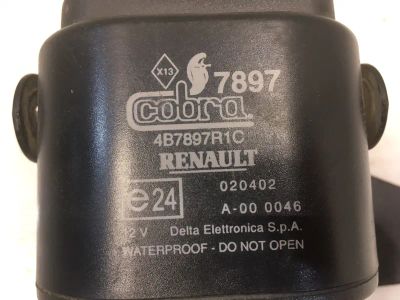 X13
7897
cobra
4B7897R1C
RENAULT
e24
020402
A-00 0046
12 V Delta Elettronica S.p.A.
WATERPROOF - DO NOT OPEN